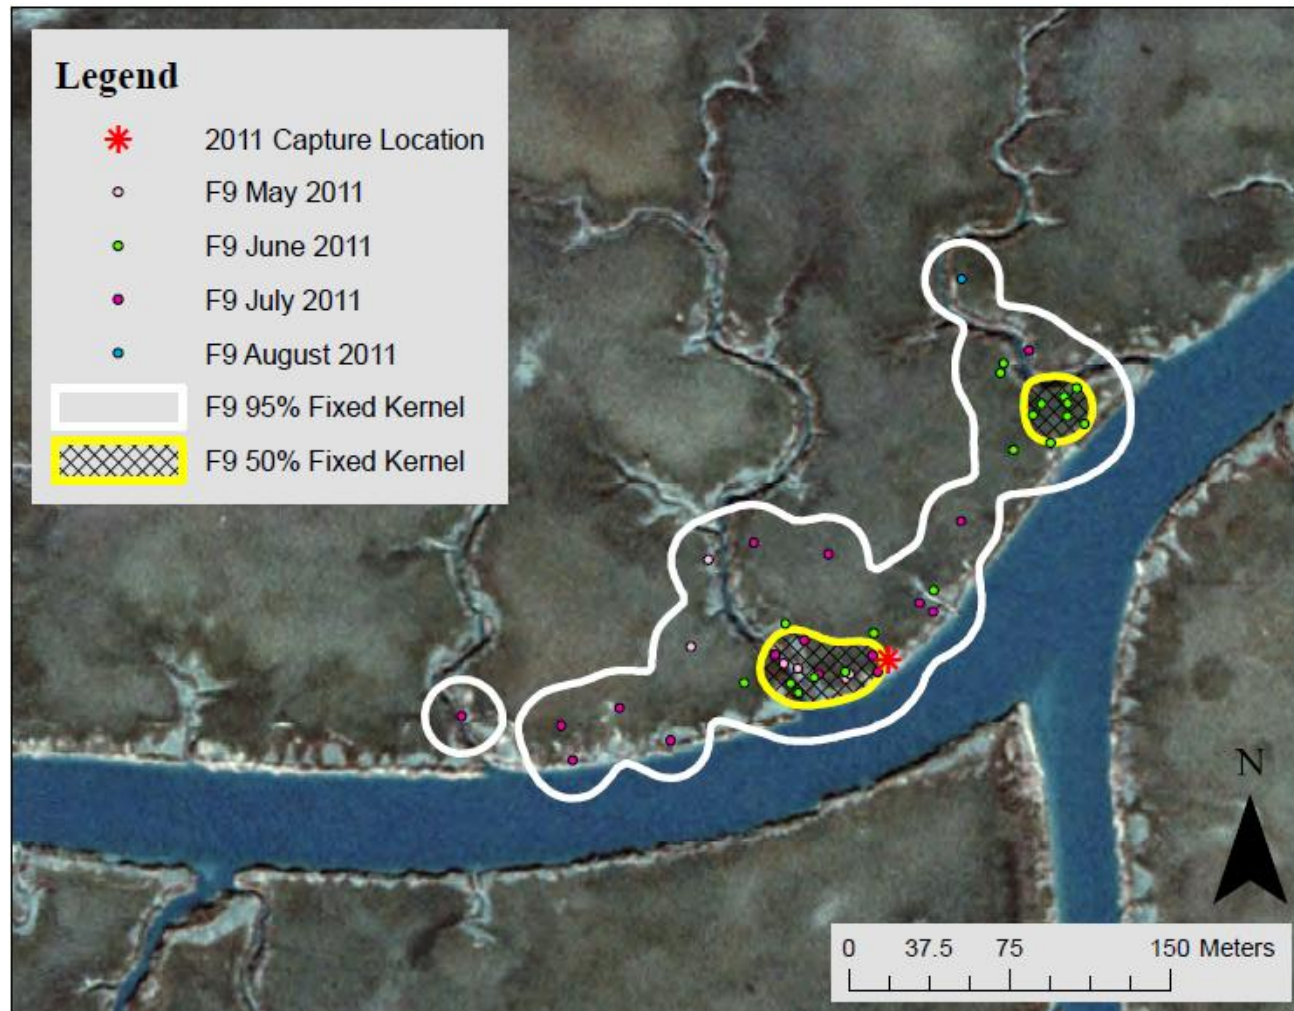 Legend
2011 Capture Location
F9 May 2011
F9 June 2011
F9 July 2011
F9 August 2011
F9 95% Fixed Kernel
F9 50% Fixed Kernel
N
0 37.5 75 150 Meters